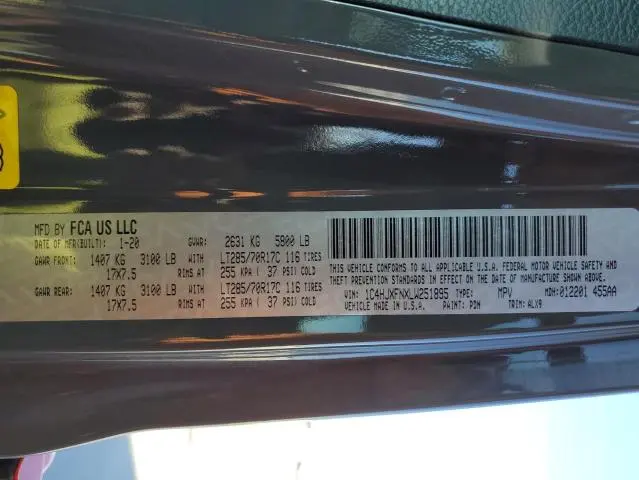 MFD BY FCA US LLC
DATE OF MFR(BUILT): 1-20 GVWR: 2631 KG 5800 LB
GAWR FRONT: 1407 KG 3100 LB WITH LT285/70R17C 116 TIRES
17X7.5 RIMS AT 255 KPA ( 37 PSI) COLD
GAWR REAR: 1407 KG 3100 LB WITH LT285/70R17C 116 TIRES
17X7.5 RIMS AT 255 KPA ( 37 PSI) COLD
THIS VEHICLE CONFORMS TO ALL APPLICABLE U.S.A. FEDERAL MOTOR VEHICLE SAFETY AND
THEFT PREVENTION STANDARDS IN EFFECT ON THE DATE OF MANUFACTURE SHOWN ABOVE.
VIN: 1C4HJXFNXLW251895 TYPE: MPV MDH:012201 455AA
VEHICLE MADE IN U.S.A. PAINT: PDN TRIM: ALX9